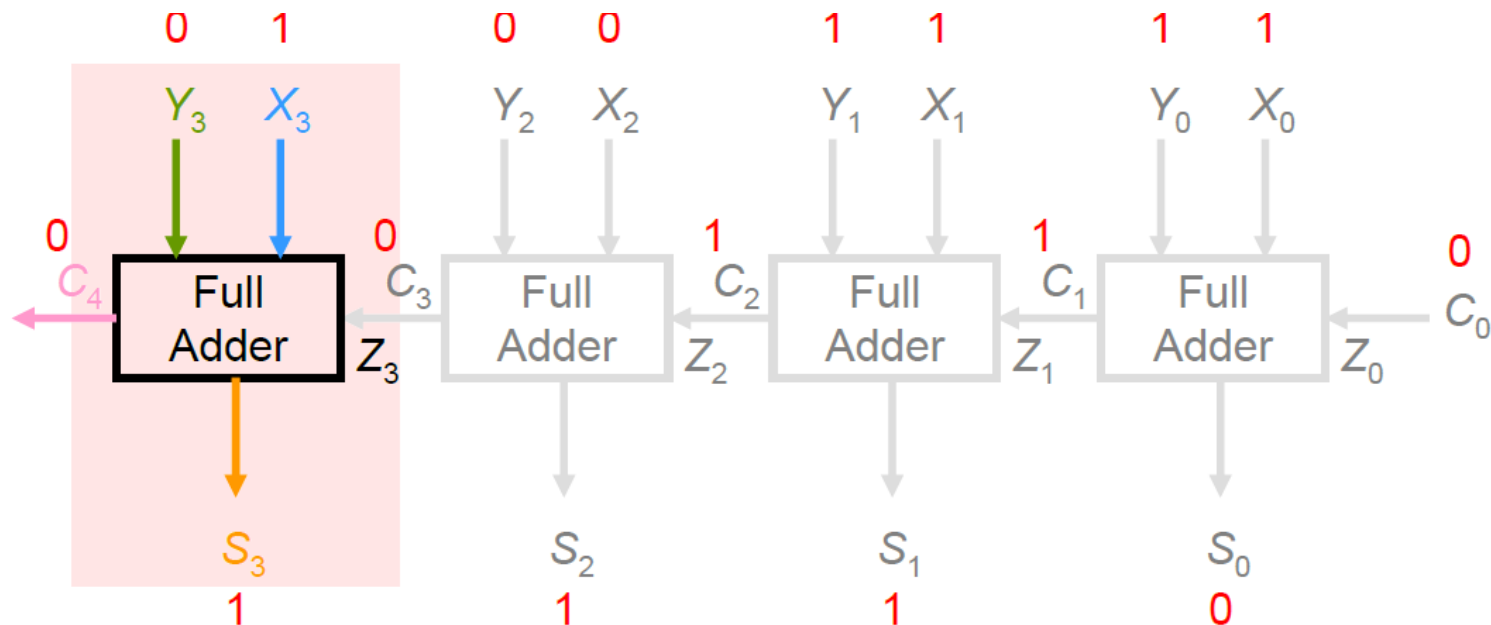 0 1 0 0 1 1 1 1
Y3 X3 Y2 X2 Y1 X1 Y0 X0
0 0 1 1 0
C4 Full C3 Full C2 Full C1 Full C0
Adder Z3 Adder Z2 Adder Z1 Adder Z0
S3 S2 S1 S0
1 1 1 0